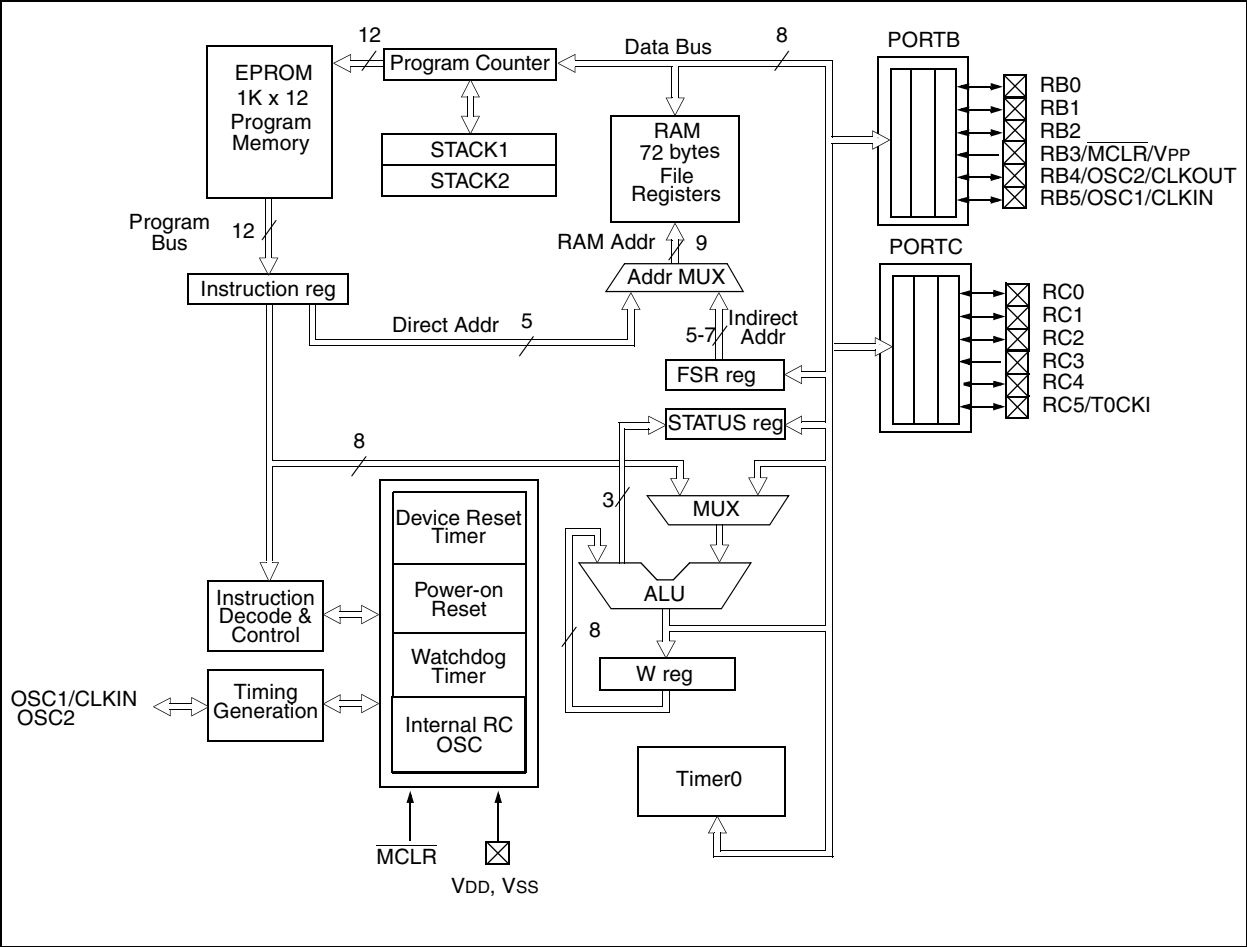 EPROM
1K x 12
Program
Memory
12
Program Counter
STACK1
STACK2
Data Bus
8
RAM
72 bytes
File
Registers
PORTB
RB0
RB1
RB2
RB3/MCLR/VPP
RB4/OSC2/CLKOUT
RB5/OSC1/CLKIN
Program
Bus
12
Instruction reg
RAM Addr
9
Addr MUX
Direct Addr
5
5-7
Indirect
Addr
FSR reg
STATUS reg
PORTC
RC0
RC1
RC2
RC3
RC4
RC5/T0CKI
8
3
MUX
ALU
8
W reg
Device Reset
Timer
Power-on
Reset
Watchdog
Timer
Internal RC
OSC
Instruction
Decode &
Control
Timing
Generation
OSC1/CLKIN
OSC2
Timer0
MCLR
VDD, VSS